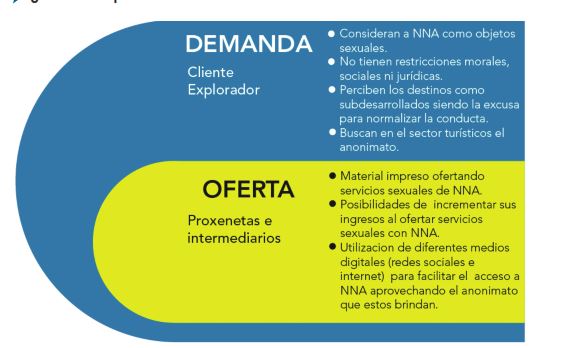 DEMANDA
Cliente
Explorador
● Consideran a NNA como objetos
sexuales.
● No tienen restricciones morales,
sociales ni jurídicas.
● Perciben los destinos como
subdesarrollados siendo la excusa
para normalizar la conducta.
● Buscan en el sector turísticos el
anonimato.
OFERTA
Proxenetas e
intermediarios
● Material impreso ofertando
servicios sexuales de NNA.
● Posibilidades de incrementar sus
ingresos al ofertar servicios
sexuales con NNA.
● Utilizacion de diferentes medios
digitales (redes sociales e
internet) para facilitar el acceso a
NNA aprovechando el anonimato
que estos brindan.